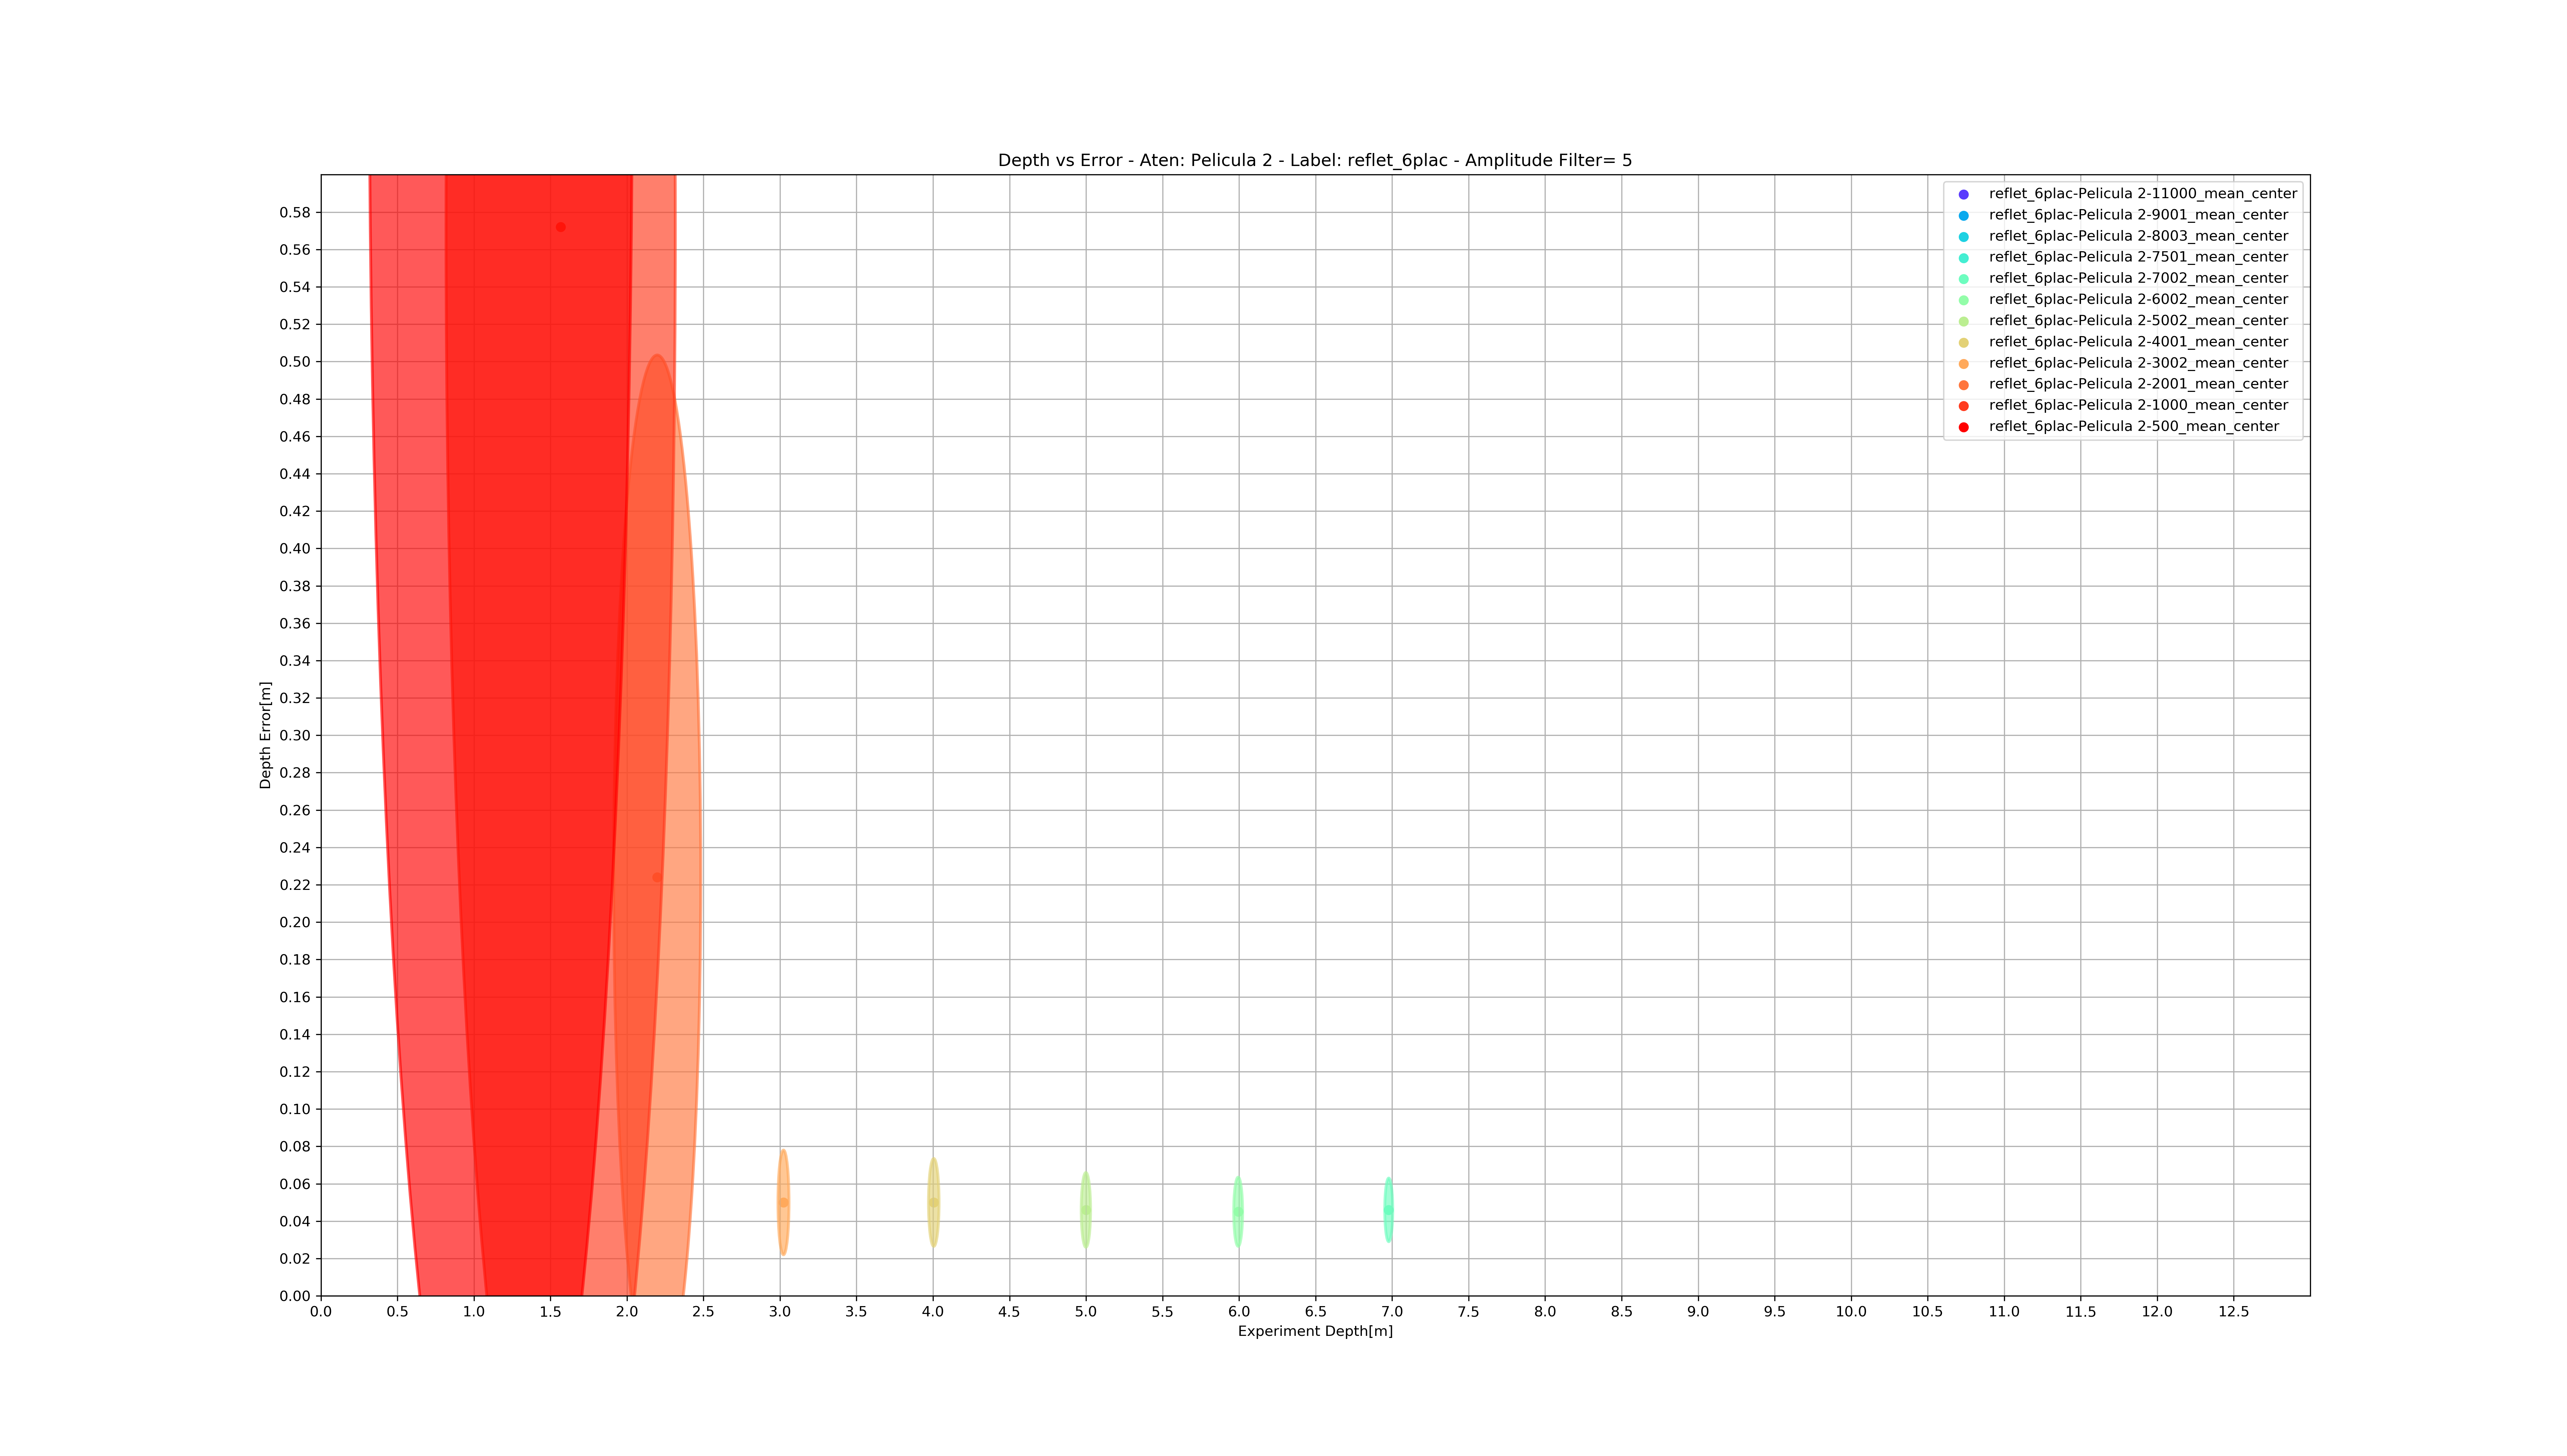 Depth vs Error - Aten: Pelicula 2 - Label: reflet_6plac - Amplitude Filter= 5
reflet_6plac-Pelicula 2-11000_mean_center
reflet_6plac-Pelicula 2-9001_mean_center
reflet_6plac-Pelicula 2-8003_mean_center
reflet_6plac-Pelicula 2-7501_mean_center
reflet_6plac-Pelicula 2-7002_mean_center
reflet_6plac-Pelicula 2-6002_mean_center
reflet_6plac-Pelicula 2-5002_mean_center
reflet_6plac-Pelicula 2-4001_mean_center
reflet_6plac-Pelicula 2-3002_mean_center
reflet_6plac-Pelicula 2-2001_mean_center
reflet_6plac-Pelicula 2-1000_mean_center
reflet_6plac-Pelicula 2-500_mean_center
Depth Error[m]
0.58
0.56
0.54
0.52
0.50
0.48
0.46
0.44
0.42
0.40
0.38
0.36
0.34
0.32
0.30
0.28
0.26
0.24
0.22
0.20
0.18
0.16
0.14
0.12
0.10
0.08
0.06
0.04
0.02
0.00
0.0 0.5 1.0 1.5 2.0 2.5 3.0 3.5 4.0 4.5 5.0 5.5 6.0 6.5 7.0 7.5 8.0 8.5 9.0 9.5 10.0 10.5 11.0 11.5 12.0 12.5
Experiment Depth[m]